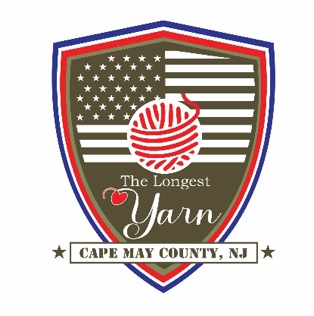 The Longest
Yarn
CAPE MAY COUNTY, NJ